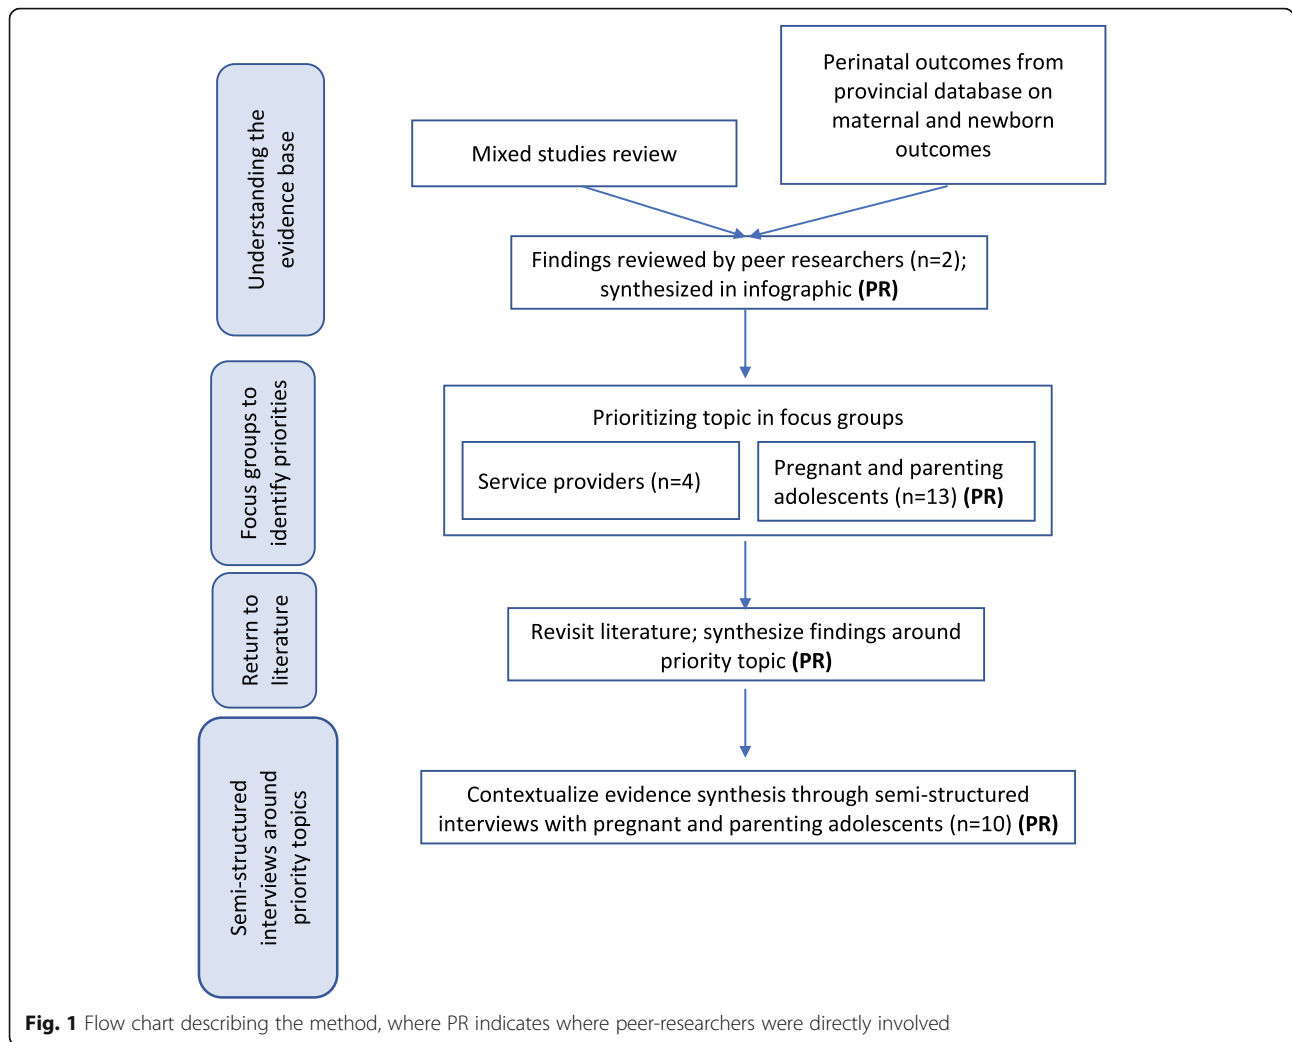 Understanding the
evidence base
Mixed studies review
Perinatal outcomes from
provincial database on
maternal and newborn
outcomes
Findings reviewed by peer researchers (n=2);
synthesized in infographic (PR)
Focus groups to
identify priorities
Prioritizing topic in focus groups
Service providers (n=4)
Pregnant and parenting
adolescents (n=13) (PR)
Return to
literature
Revisit literature; synthesize findings around
priority topic (PR)
Semi-structured
interviews around
priority topics
Contextualize evidence synthesis through semi-structured
interviews with pregnant and parenting adolescents (n=10) (PR)
Fig. 1 Flow chart describing the method, where PR indicates where peer-researchers were directly involved